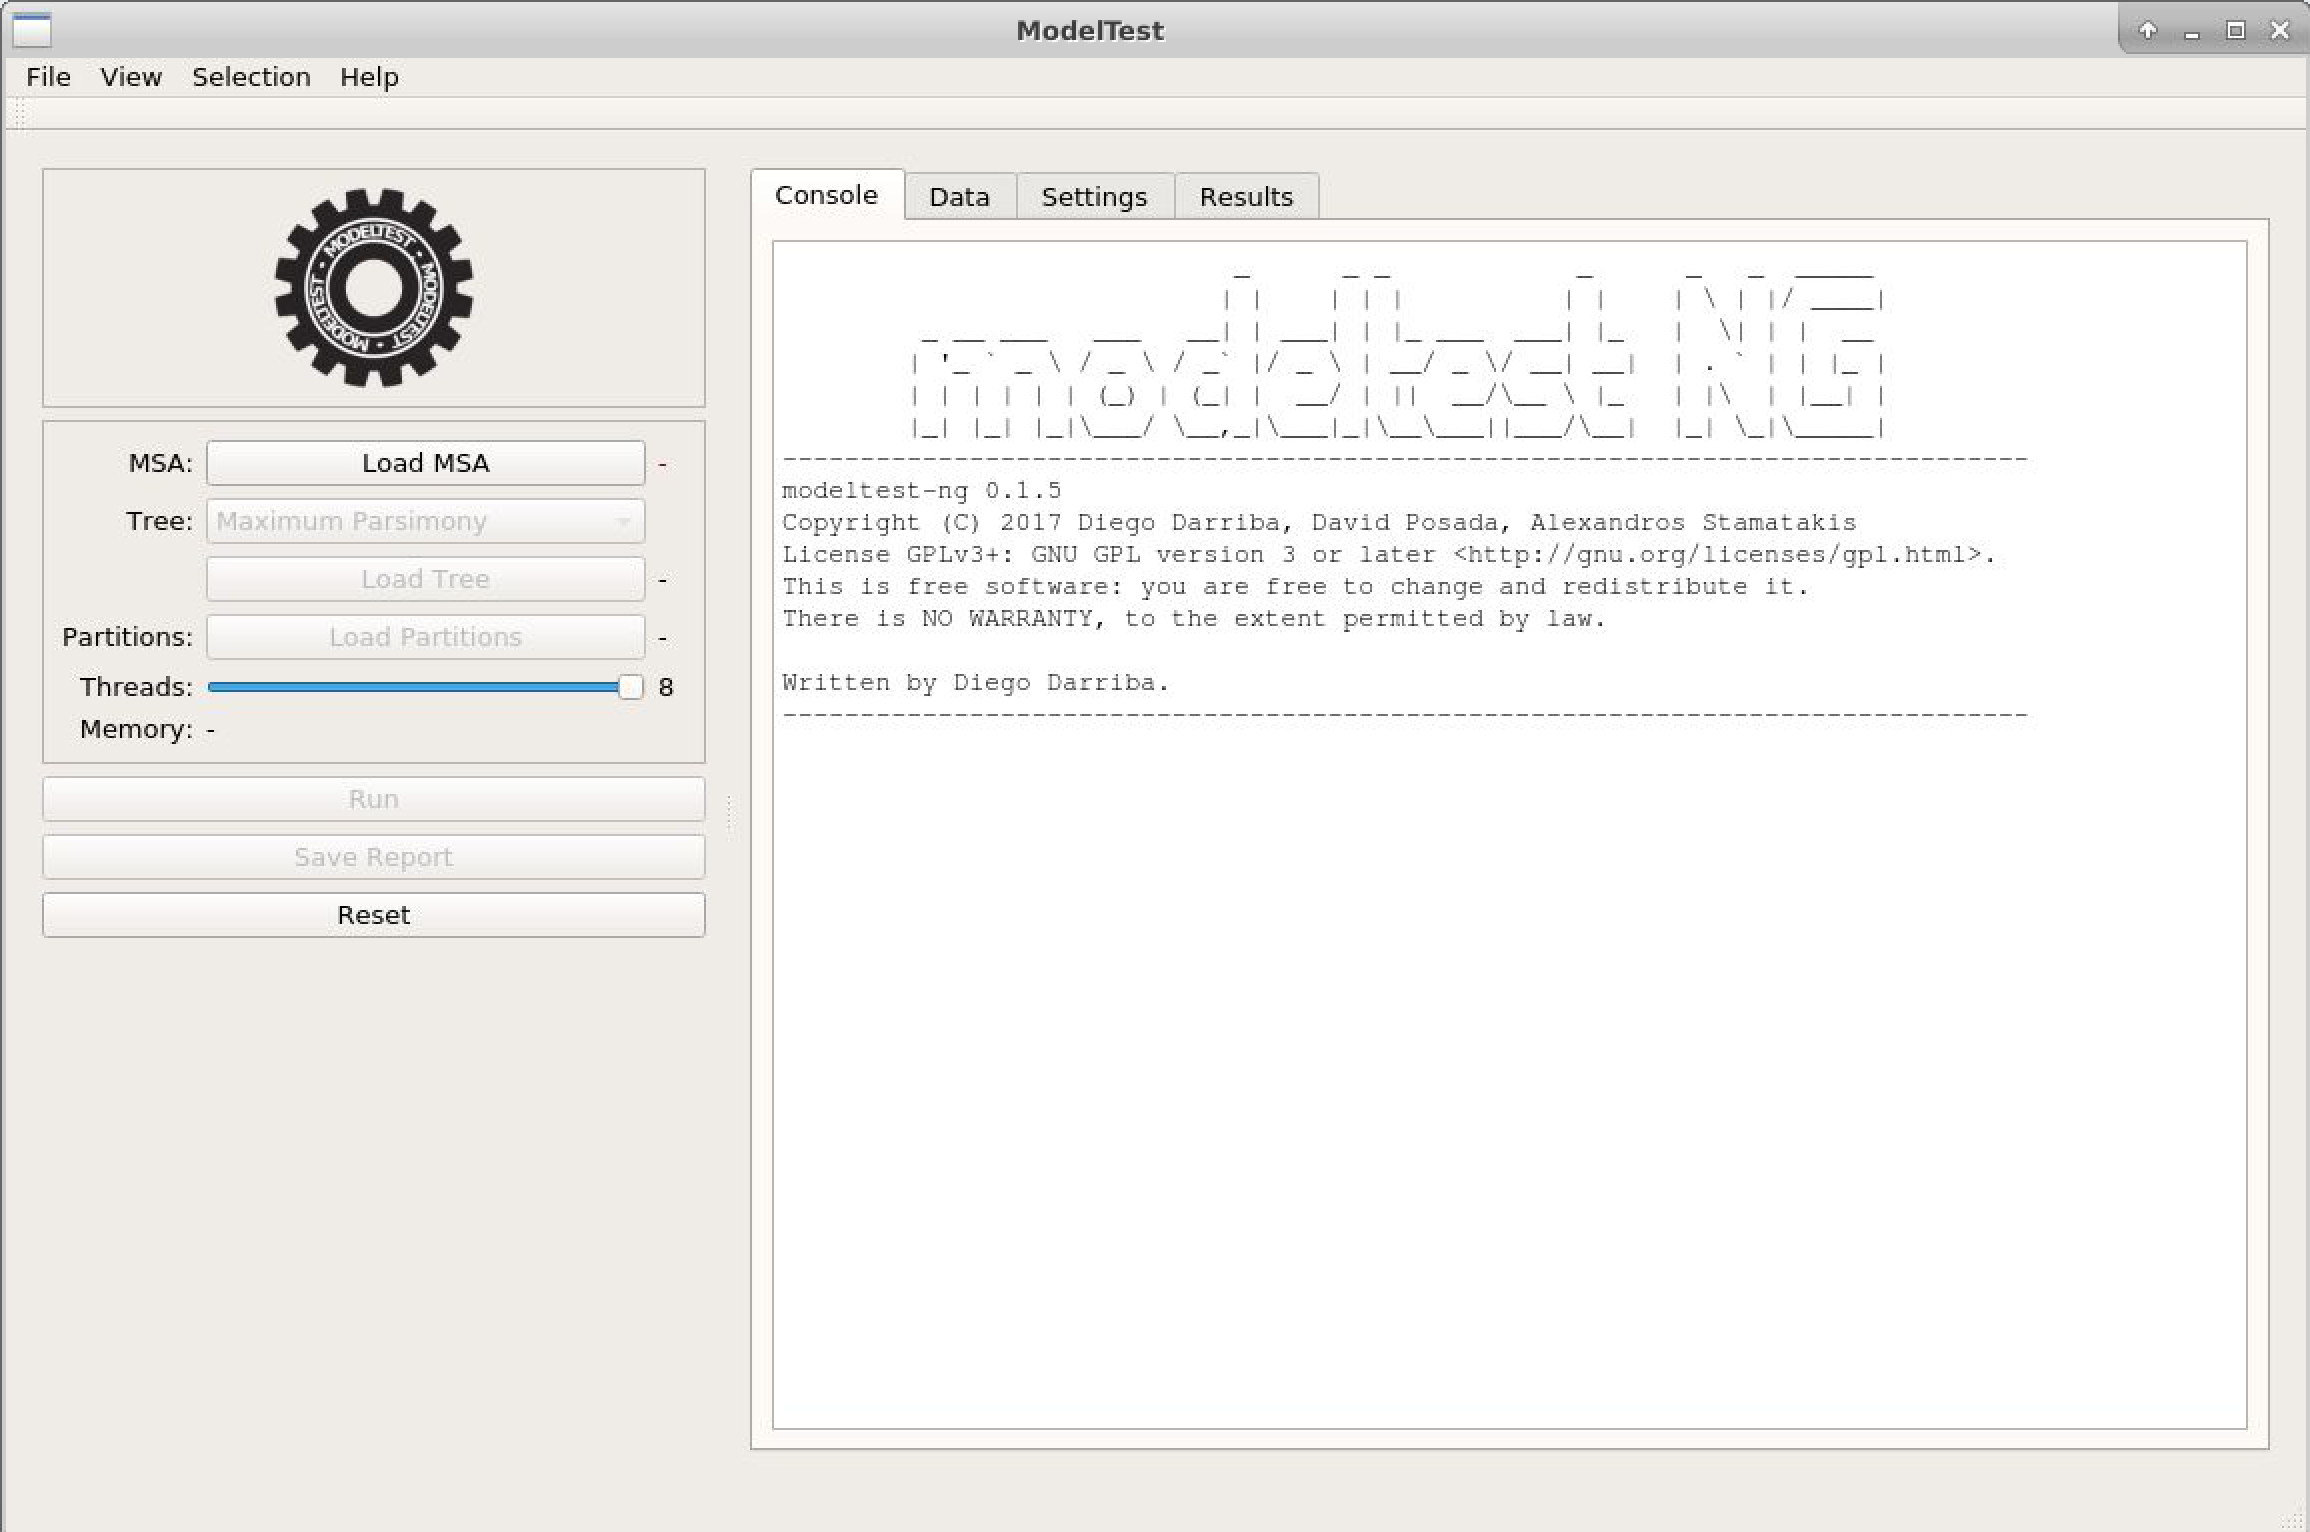 ModelTest
File View Selection Help
MODELTEST • MODELTEST • MODELTEST •
Console Data Settings Results
modeltest NG
MSA: Load MSA -
Tree: Maximum Parsimony
Load Tree -
Partitions: Load Partitions -
Threads: 8
Memory: -
Run
Save Report
Reset
--------------------------------------------------------------------------------
modeltest-ng 0.1.5
Copyright (C) 2017 Diego Darriba, David Posada, Alexandros Stamatakis
License GPLv3+: GNU GPL version 3 or later <http://gnu.org/licenses/gpl.html>.
This is free software: you are free to change and redistribute it.
There is NO WARRANTY, to the extent permitted by law.
Written by Diego Darriba.
--------------------------------------------------------------------------------